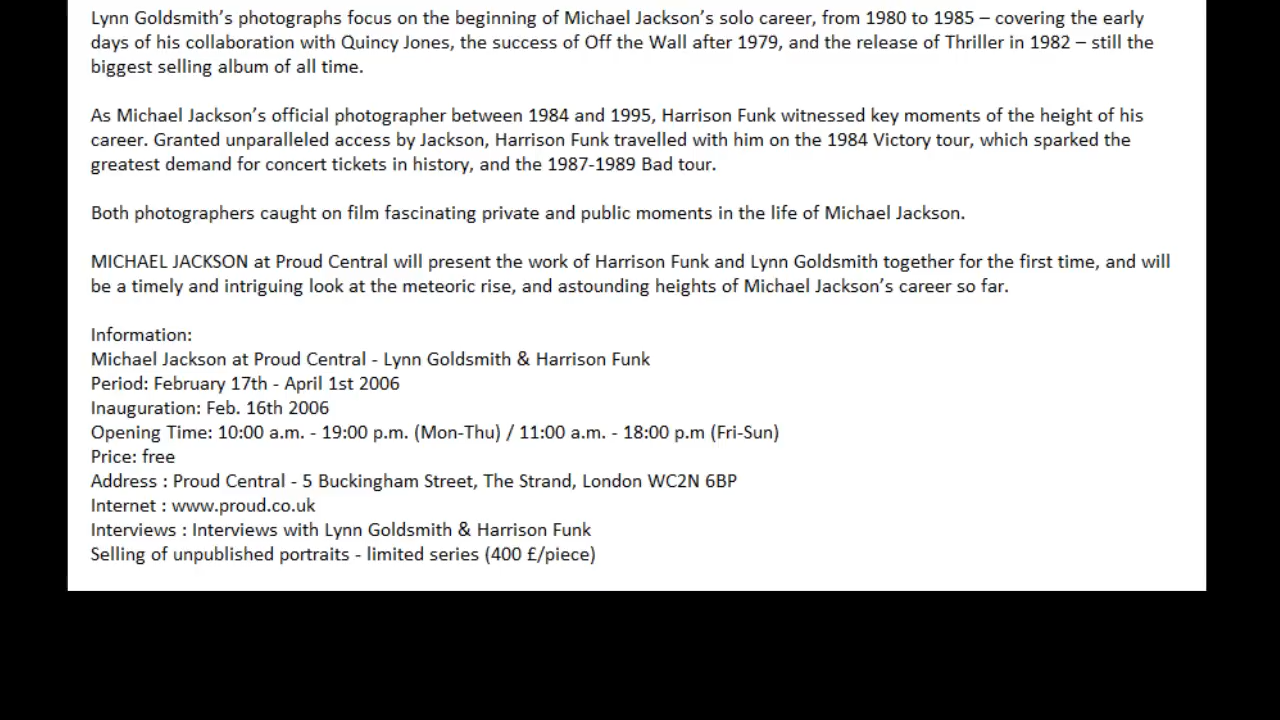 Lynn Goldsmith’s photographs focus on the beginning of Michael Jackson’s solo career, from 1980 to 1985 – covering the early
days of his collaboration with Quincy Jones, the success of Off the Wall after 1979, and the release of Thriller in 1982 – still the
biggest selling album of all time.
As Michael Jackson’s official photographer between 1984 and 1995, Harrison Funk witnessed key moments of the height of his
career. Granted unparalleled access by Jackson, Harrison Funk travelled with him on the 1984 Victory tour, which sparked the
greatest demand for concert tickets in history, and the 1987-1989 Bad tour.
Both photographers caught on film fascinating private and public moments in the life of Michael Jackson.
MICHAEL JACKSON at Proud Central will present the work of Harrison Funk and Lynn Goldsmith together for the first time, and will
be a timely and intriguing look at the meteoric rise, and astounding heights of Michael Jackson’s career so far.
Information:
Michael Jackson at Proud Central - Lynn Goldsmith & Harrison Funk
Period: February 17th - April 1st 2006
Inauguration: Feb. 16th 2006
Opening Time: 10:00 a.m. - 19:00 p.m. (Mon-Thu) / 11:00 a.m. - 18:00 p.m (Fri-Sun)
Price: free
Address : Proud Central - 5 Buckingham Street, The Strand, London WC2N 6BP
Internet : www.proud.co.uk
Interviews : Interviews with Lynn Goldsmith & Harrison Funk
Selling of unpublished portraits - limited series (400 £/piece)